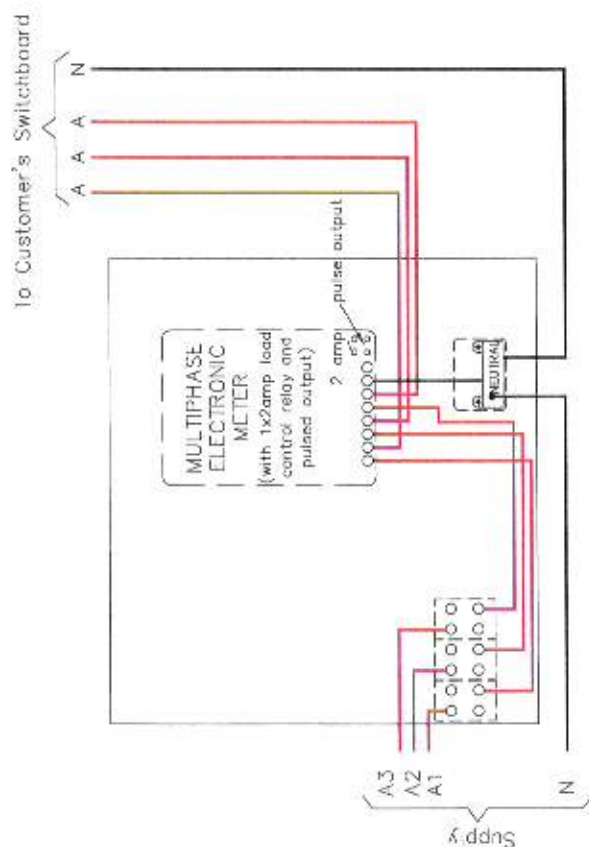 To Customer's Switchboard
N
A
A
A
MULTIPHASE
ELECTRONIC
METER
(with 1x2amp load
control relay and
pulsed output)
2 amp
pulse output
NEUTRAL
A3
A2
A1
N
Supply